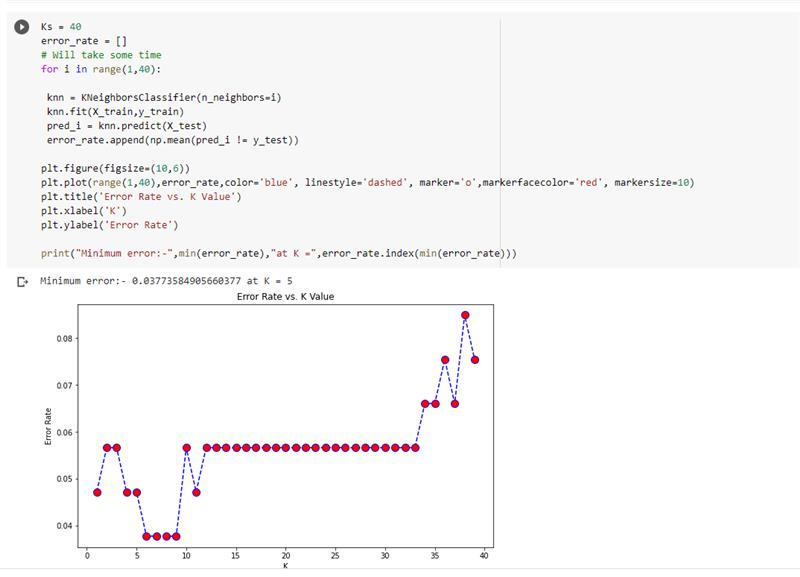 Ks = 40
error_rate = []
# Will take some time
for i in range(1,40):
knn = KNeighborsClassifier(n_neighbors=i)
knn.fit(X_train,y_train)
pred_i = knn.predict(X_test)
error_rate.append(np.mean(pred_i != y_test))
plt.figure(figsize=(10,6))
plt.plot(range(1,40),error_rate,color='blue', linestyle='dashed', marker='o',markerfacecolor='red', markersize=10)
plt.title('Error Rate vs. K Value')
plt.xlabel('K')
plt.ylabel('Error Rate')
print("Minimum error:-",min(error_rate),"at K =",error_rate.index(min(error_rate)))
Minimum error:- 0.03773584905660377 at K = 5
Error Rate vs. K Value
0.08
0.07
0.06
0.05
0.04
Error Rate
0 5 10 15 20 25 30 35 40
K